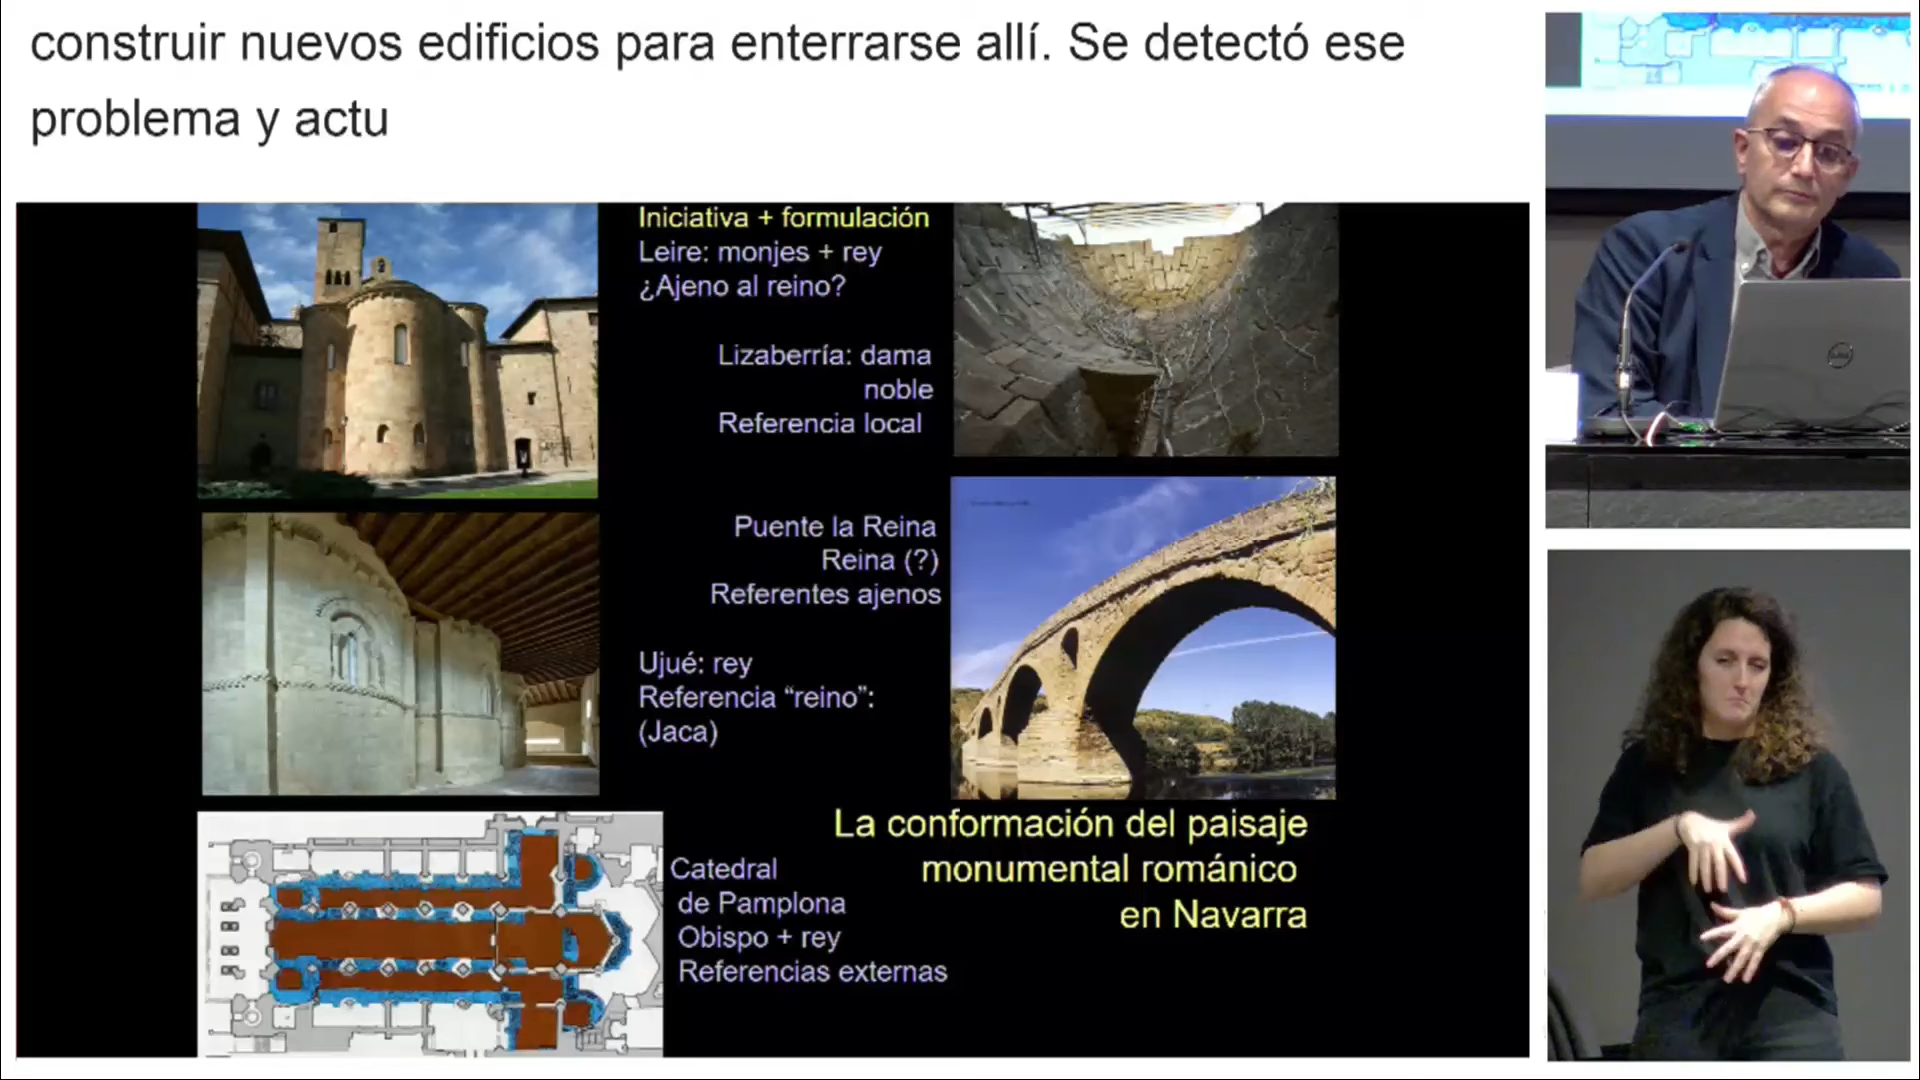 construir nuevos edificios para enterrarse allí. Se detectó ese
problema y actu
Iniciativa + formulación
Leire: monjes + rey
¿Ajeno al reino?
Lizaberría: dama
noble
Referencia local
Puente la Reina
Reina (?)
Referentes ajenos
Ujué: rey
Referencia “reino”:
(Jaca)
Catedral
de Pamplona
Obispo + rey
Referencias externas
La conformación del paisaje
monumental románico
en Navarra
DELL